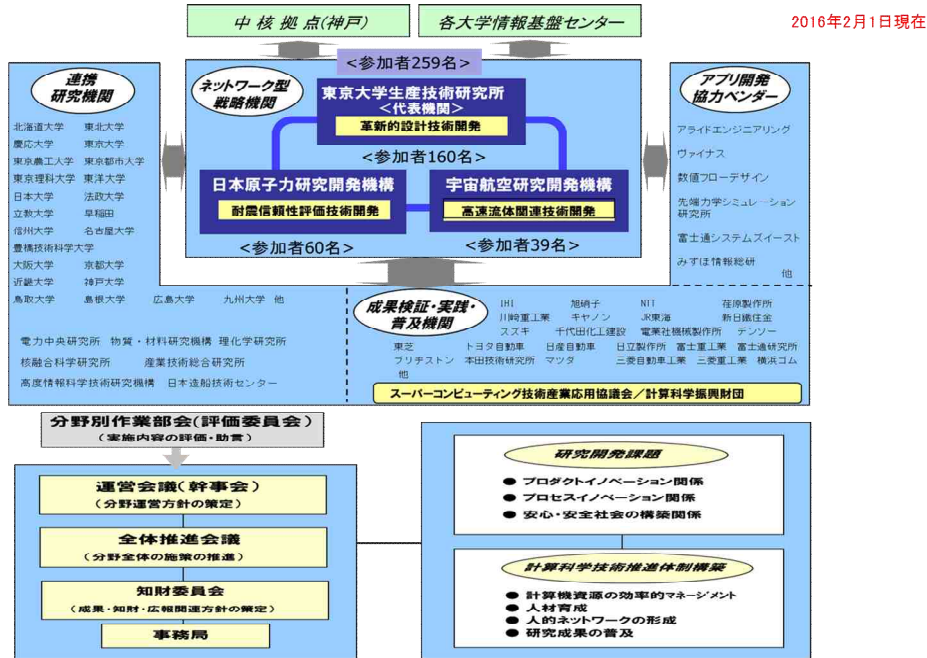 中核拠点(神戸)
各大学情報基盤センター
2016年2月1日現在
連携
研究機関
北海道大学 東北大学
慶応大学 東京大学
東京農工大学 東京都市大学
東京理科大学 東洋大学
日本大学 法政大学
立教大学 早稲田
信州大学 名古屋大学
豊橋技術科学大学
大阪大学 京都大学
近畿大学 神戸大学
鳥取大学 島根大学 広島大学 九州大学 他
電力中央研究所 物質・材料研究機構 理化学研究所
核融合科学研究所 産業技術総合研究所
高度情報科学技術研究機構 日本造船技術センター
ネットワーク型
戦略機関
<参加者259名>
東京大学生産技術研究所
<代表機関>
革新的設計技術開発
<参加者160名>
日本原子力研究開発機構
耐震信頼性評価技術開発
<参加者60名>
宇宙航空研究開発機構
高速流体関連技術開発
<参加者39名>
アプリ開発
協力ベンダー
アライドエンジニアリング
ヴァイナス
数値フローデザイン
先端力学シミュレーション
研究所
富士通システムズイースト
みずほ情報総研
他
成果検証・実践・
普及機関
IHI 旭硝子 NTT 荏原製作所
川崎重工業 キヤノン JR東海 新日鐵住金
スズキ 千代田化工建設 電業社機械製作所 デンソー
東芝 トヨタ自動車 日産自動車 日立製作所 富士重工業 富士通研究所
ブリヂストン 本田技術研究所 マツダ 三菱自動車工業 三菱重工業 横浜ゴム
他
スーパーコンピューティング技術産業応用協議会/計算科学振興財団
分野別作業部会(評価委員会)
(実施内容の評価・助言)
運営会議(幹事会)
(分野運営方針の策定)
全体推進会議
(分野全体の施策の推進)
知財委員会
(成果・知財・広報関連方針の策定)
事務局
研究開発課題
● プロダクトイノベーション関係
● プロセスイノベーション関係
● 安心・安全社会の構築関係
計算科学技術推進体制構築
● 計算機資源の効率的マネージメント
● 人材育成
● 人的ネットワークの形成
● 研究成果の普及